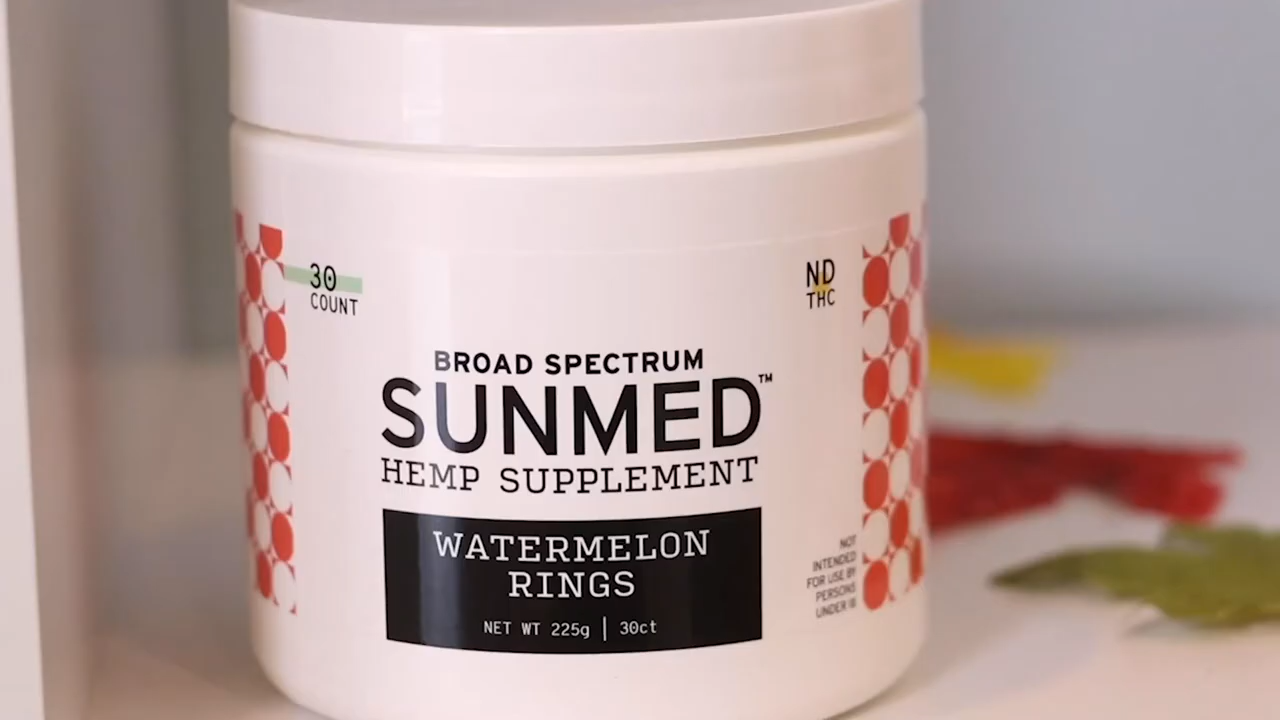 30
COUNT
ND
THC
BROAD SPECTRUM
SUNMED™
HEMP SUPPLEMENT
WATERMELON
RINGS
NET WT 225g | 30ct
NOT
INTENDED
FOR USE BY
PERSONS
UNDER 18